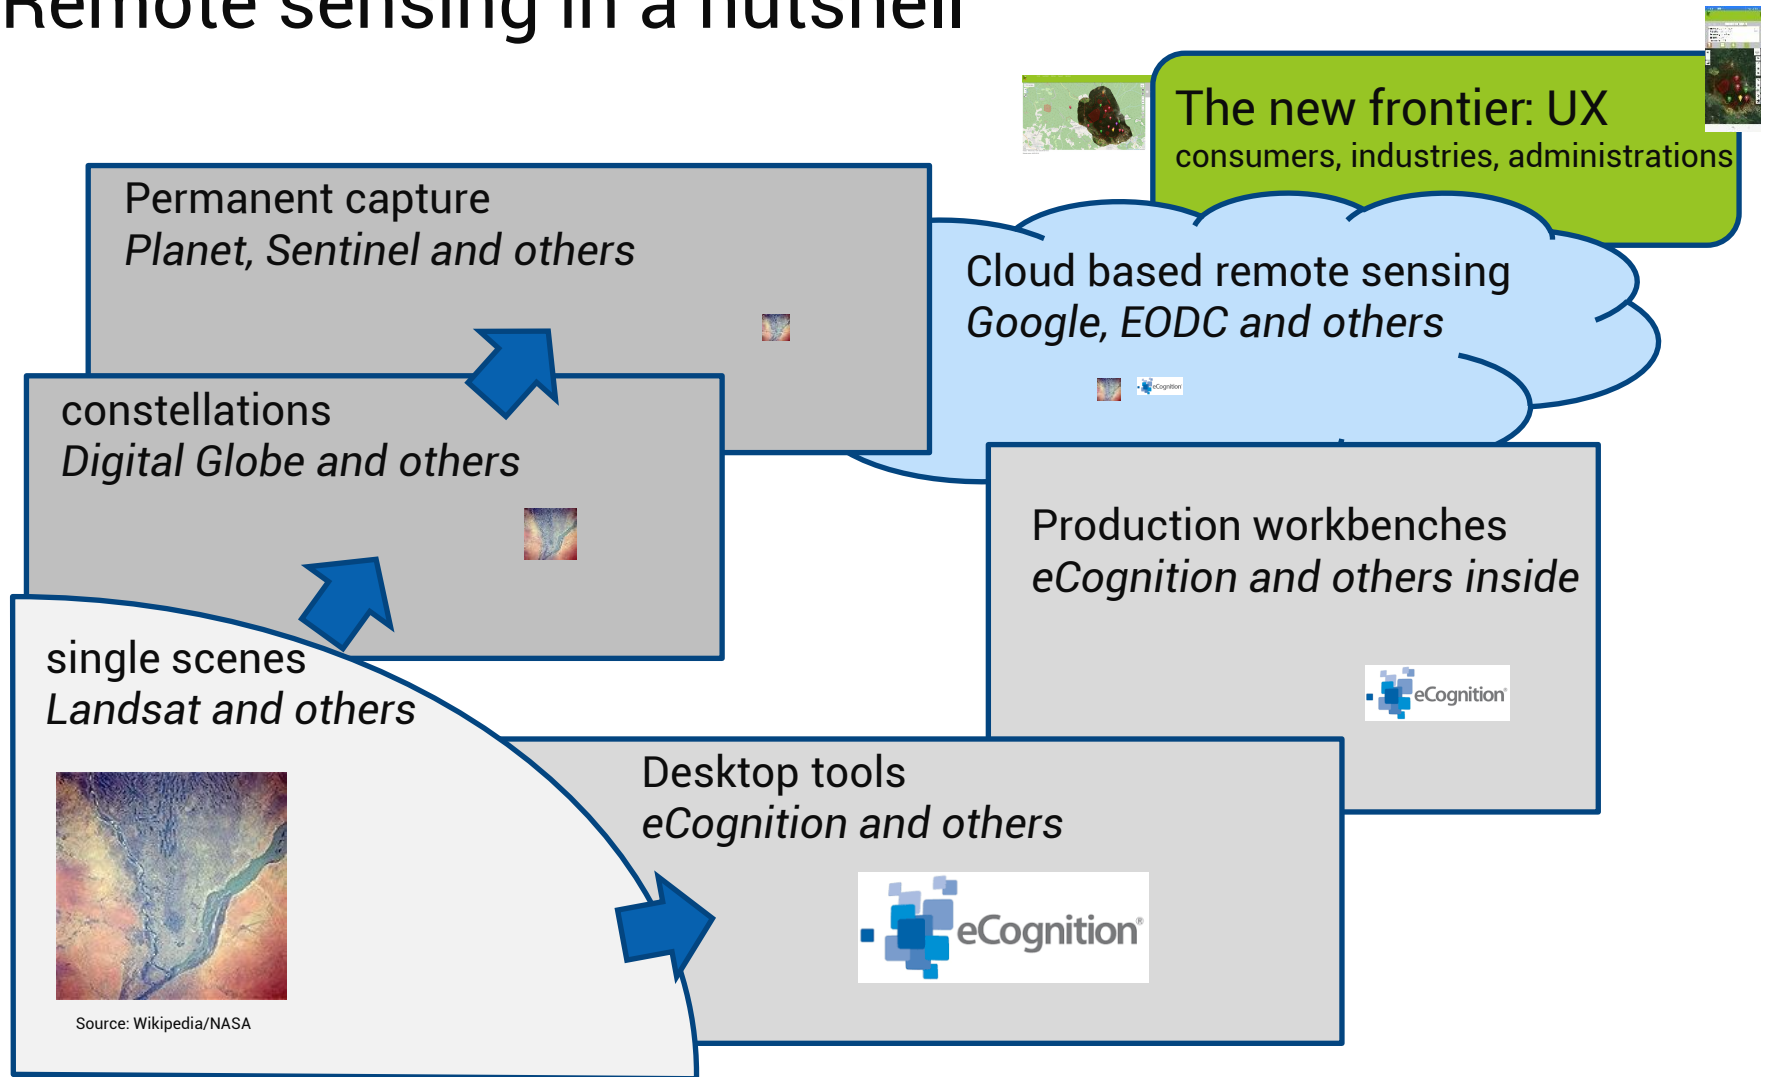 Remote sensing in a nutshell
The new frontier: UX
consumers, industries, administrations
Permanent capture
Planet, Sentinel and others
Cloud based remote sensing
Google, EODC and others
eCognition
constellations
Digital Globe and others
Production workbenches
eCognition and others inside
eCognition
single scenes
Landsat and others
Desktop tools
eCognition and others
eCognition®
Source: Wikipedia/NASA